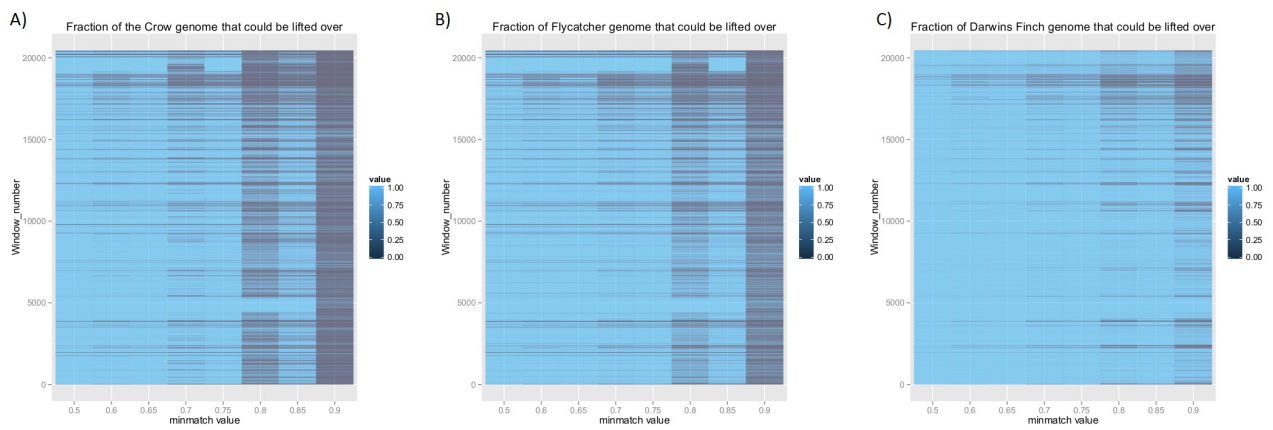 A)
Fraction of the Crow genome that could be lifted over
20000
15000
10000
5000
0
Window_number
0.5 0.6 0.65 0.7 0.75 0.8 0.85 0.9
minmatch value
value
1.00
0.75
0.50
0.25
0.00
B)
Fraction of Flycatcher genome that could be lifted over
20000
15000
10000
5000
0
Window_number
0.5 0.6 0.65 0.7 0.75 0.8 0.85 0.9
minmatch value
value
1.00
0.75
0.50
0.25
0.00
C)
Fraction of Darwins Finch genome that could be lifted over
20000
15000
10000
5000
0
Window_number
0.5 0.6 0.65 0.7 0.75 0.8 0.85 0.9
minmatch value
value
1.00
0.75
0.50
0.25
0.00